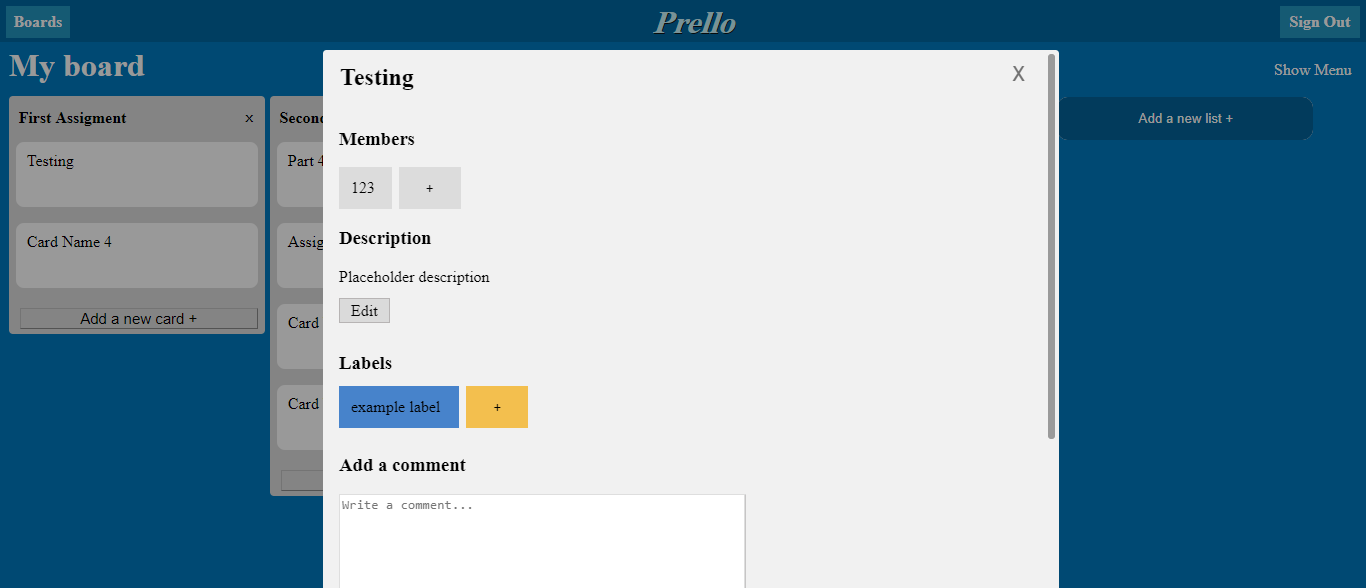 Boards
Prello
Sign Out
My board
Show Menu
First Assigment
x
Testing
Card Name 4
Add a new card +
Part 4
Card
Card
Add a new list +
Testing
X
Members
123
+
Description
Placeholder description
Edit
Labels
example label
+
Add a comment
Write a comment...